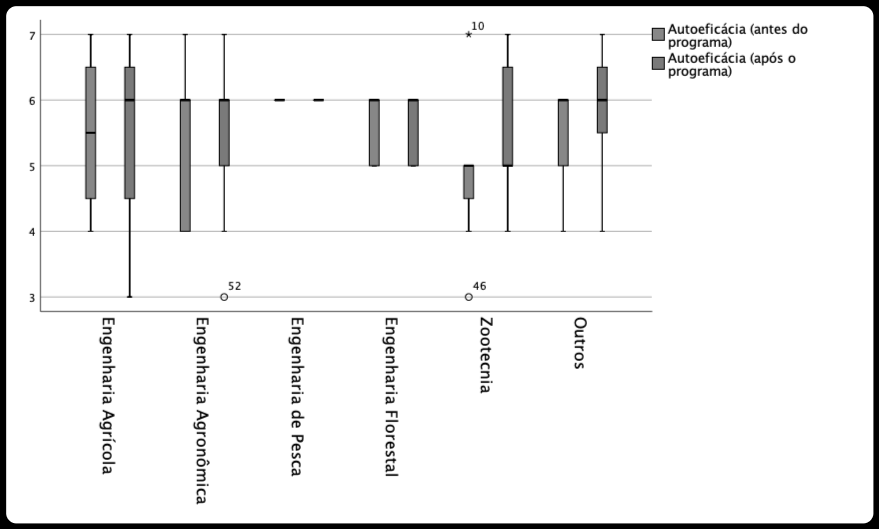 7
6
5
4
3
10
52
46
Autoeficácia (antes do
programa)
Autoeficácia (após o
programa)
Engenharia Agrícola
Engenharia Agronômica
Engenharia de Pesca
Engenharia Florestal
Zootecnia
Outros